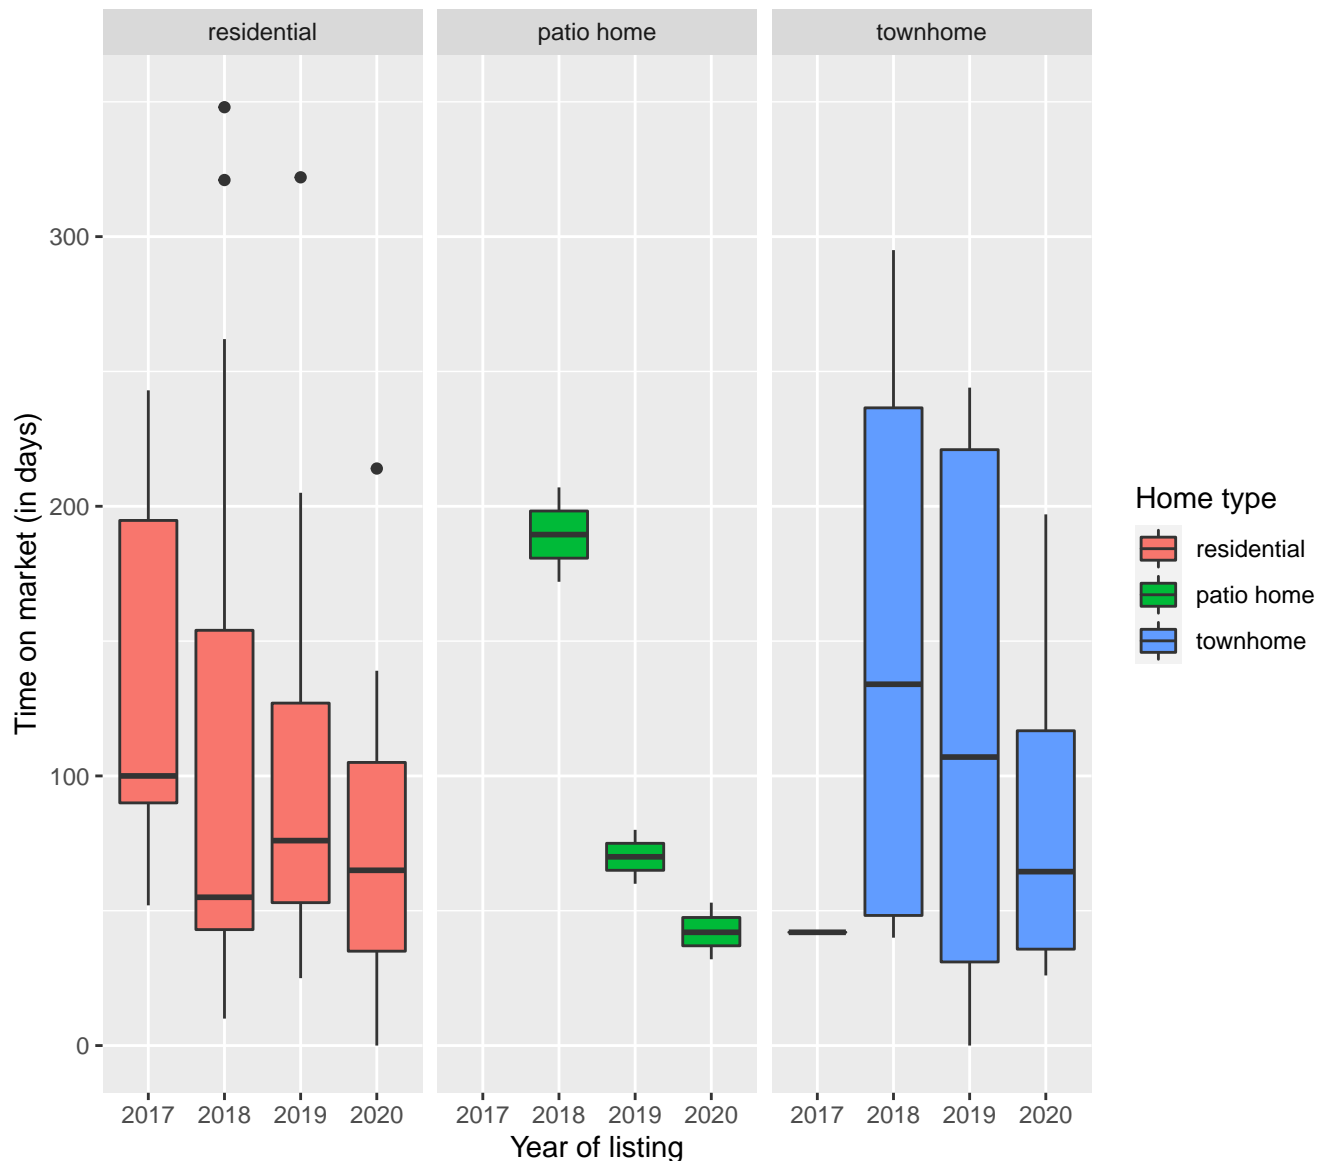 residential patio home townhome
300
200
100
0
Time on market (in days)
2017 2018 2019 2020 2017 2018 2019 2020 2017 2018 2019 2020
Year of listing
Home type
residential
patio home
townhome